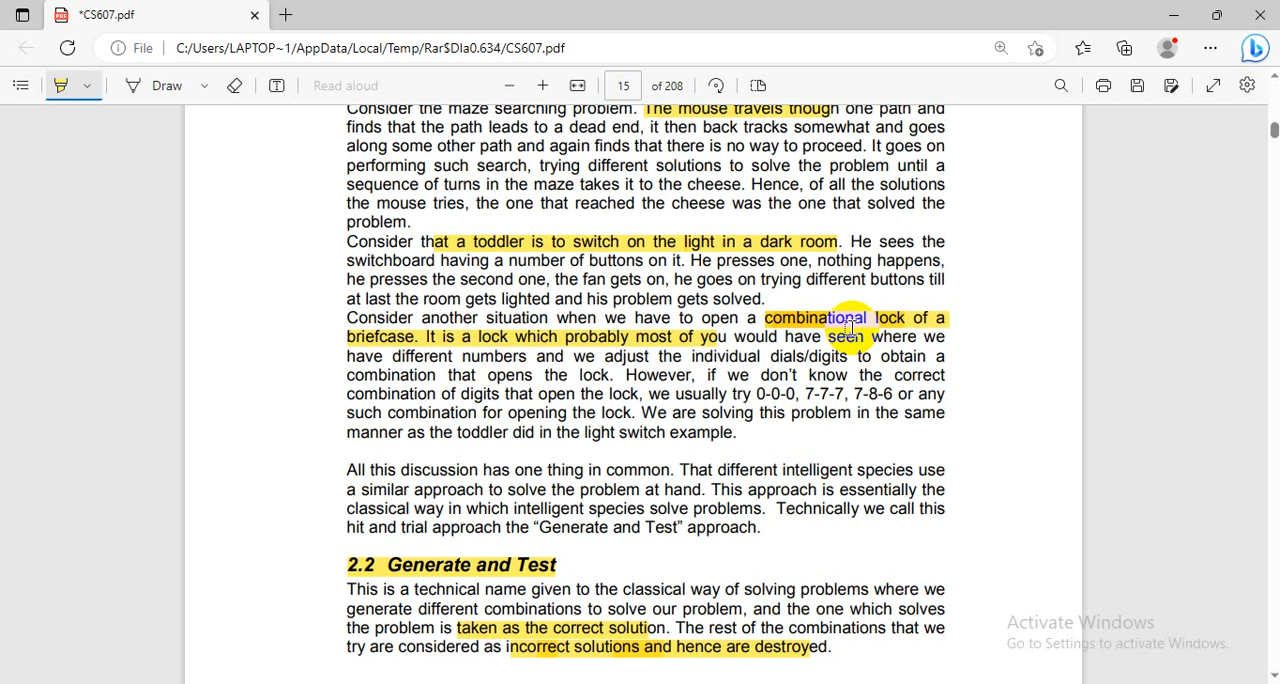 *CS607.pdf
File C:/Users/LAPTOP~1/AppData/Local/Temp/Rar$DIa0.634/CS607.pdf
Draw Read aloud 15 of 208
Consider the maze searching problem. The mouse travels though one path and
finds that the path leads to a dead end, it then back tracks somewhat and goes
along some other path and again finds that there is no way to proceed. It goes on
performing such search, trying different solutions to solve the problem until a
sequence of turns in the maze takes it to the cheese. Hence, of all the solutions
the mouse tries, the one that reached the cheese was the one that solved the
problem.
Consider that a toddler is to switch on the light in a dark room. He sees the
switchboard having a number of buttons on it. He presses one, nothing happens,
he presses the second one, the fan gets on, he goes on trying different buttons till
at last the room gets lighted and his problem gets solved.
Consider another situation when we have to open a combinational lock of a
briefcase. It is a lock which probably most of you would have seen where we
have different numbers and we adjust the individual dials/digits to obtain a
combination that opens the lock. However, if we don't know the correct
combination of digits that open the lock, we usually try 0-0-0, 7-7-7, 7-8-6 or any
such combination for opening the lock. We are solving this problem in the same
manner as the toddler did in the light switch example.
All this discussion has one thing in common. That different intelligent species use
a similar approach to solve the problem at hand. This approach is essentially the
classical way in which intelligent species solve problems. Technically we call this
hit and trial approach the “Generate and Test” approach.
2.2 Generate and Test
This is a technical name given to the classical way of solving problems where we
generate different combinations to solve our problem, and the one which solves
the problem is taken as the correct solution. The rest of the combinations that we
try are considered as incorrect solutions and hence are destroyed.
Activate Windows
Go to Settings to activate Windows.